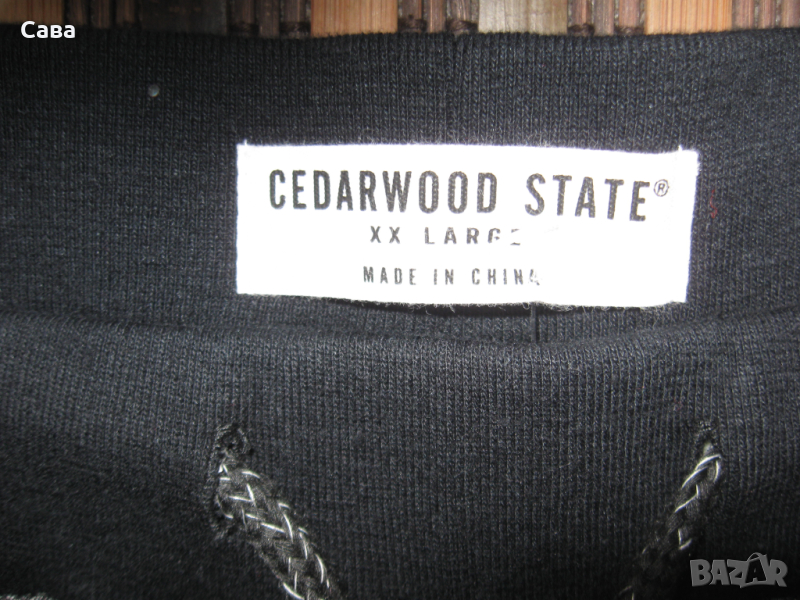 Сава
CEDARWOOD STATE®
XX LARGE
MADE IN CHINA
BAZAR